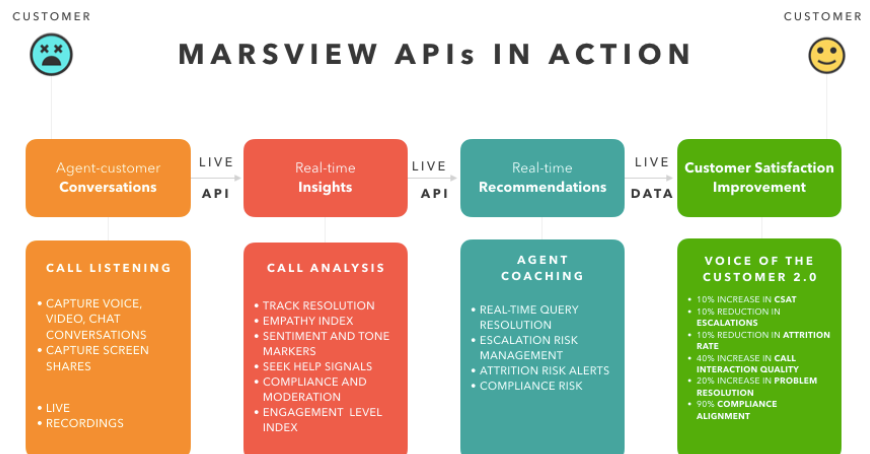 CUSTOMER
CUSTOMER
MARSVIEW APIs IN ACTION
Agent-customer
Conversations
LIVE
API
Real-time
Insights
LIVE
API
Real-time
Recommendations
LIVE
DATA
Customer Satisfaction
Improvement
CALL LISTENING
• CAPTURE VOICE,
VIDEO, CHAT
CONVERSATIONS
• CAPTURE SCREEN
SHARES
• LIVE
• RECORDINGS
CALL ANALYSIS
• TRACK RESOLUTION
• EMPATHY INDEX
• SENTIMENT AND TONE
MARKERS
• SEEK HELP SIGNALS
• COMPLIANCE AND
MODERATION
• ENGAGEMENT LEVEL
INDEX
AGENT
COACHING
• REAL-TIME QUERY
RESOLUTION
• ESCALATION RISK
MANAGEMENT
• ATTRITION RISK ALERTS
• COMPLIANCE RISK
VOICE OF THE
CUSTOMER 2.0
• 10% INCREASE IN CSAT
• 10% REDUCTION IN
ESCALATIONS
• 10% REDUCTION IN ATTRITION
RATE
• 40% INCREASE IN CALL
INTERACTION QUALITY
• 20% INCREASE IN PROBLEM
RESOLUTION
• 90% COMPLIANCE
ALIGNMENT